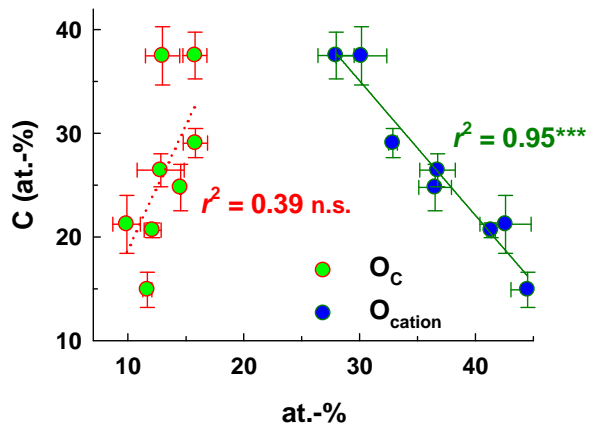 40
30
20
10
C (at.-%)
r² = 0.95***
r² = 0.39 n.s.
O_C
O_cation
10 20 30 40
at.-%